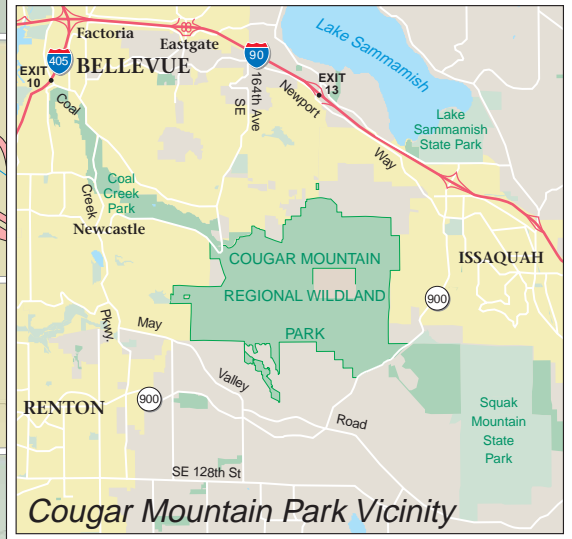 Factoria
Eastgate
Lake Sammamish
405
90
EXIT
10
BELLEVUE
EXIT
13
164th Ave
SE
Newport
Way
Coal
Creek
Pkwy.
Lake
Sammamish
State Park
Coal
Creek
Park
Newcastle
COUGAR MOUNTAIN
REGIONAL WILDLAND
PARK
ISSAQUAH
900
May
Valley
Road
RENTON
900
Squak
Mountain
State
Park
SE 128th St
Cougar Mountain Park Vicinity